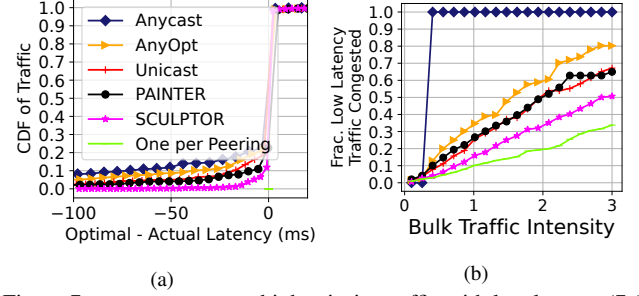 1.0
0.9
0.8
0.7
0.6
0.5
0.4
0.3
0.2
0.1
0.0
CDF of Traffic
Anycast
AnyOpt
Unicast
PAINTER
SCULPTOR
One per Peering
−100
−50
0
Optimal - Actual Latency (ms)
(a)
1.0
0.9
0.8
0.7
0.6
0.5
0.4
0.3
0.2
0.1
0.0
Frac. Low Latency
Traffic Congested
0
1
2
3
Bulk Traffic Intensity
(b)